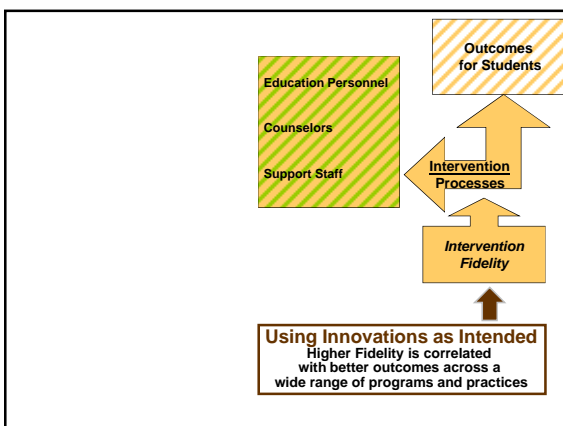 Outcomes
for Students
Education Personnel
Counselors
Support Staff
Intervention
Processes
Intervention
Fidelity
Using Innovations as Intended
Higher Fidelity is correlated
with better outcomes across a
wide range of programs and practices